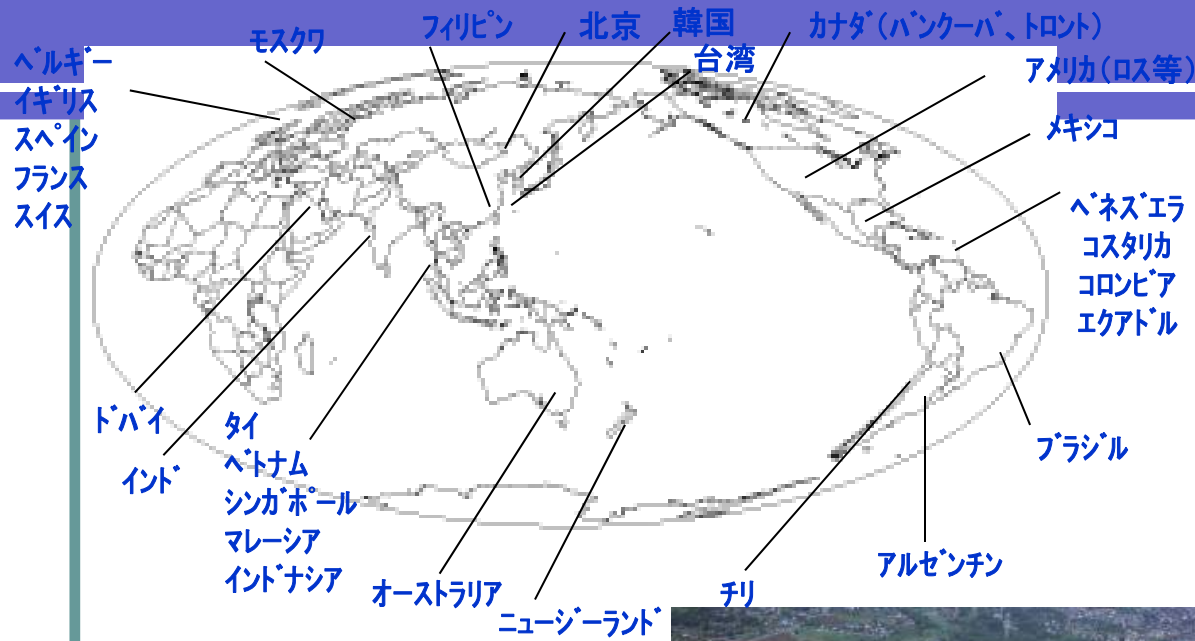 フィリピン
北京
韓国
カナダ(バンクーバ、トロント)
モスクワ
台湾
アメリカ(ロス等)
ベルギー
イギリス
スペイン
フランス
スイス
メキシコ
ベネズエラ
コスタリカ
コロンビア
エクアドル
ドバイ
インド
タイ
ベトナム
シンガポール
マレーシア
インドナシア
オーストラリア
ニュージーランド
チリ
アルゼンチン
ブラジル